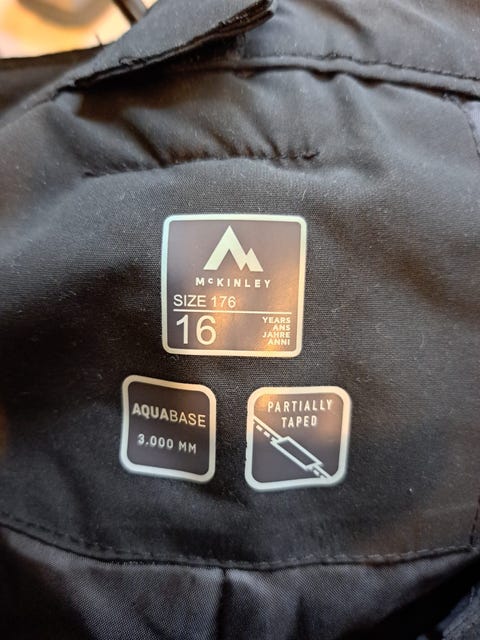 McKINLEY
SIZE 176
16
YEARS
ANS
JAHRE
ANNI
AQUABASE
3.000 MM
PARTIALLY
TAPED